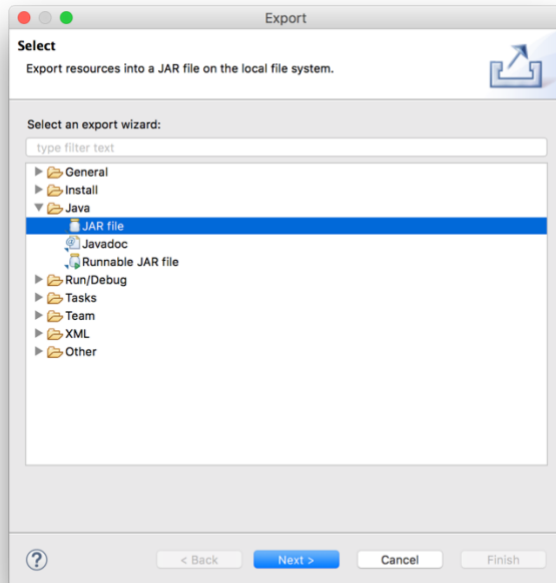 Export
Select
Export resources into a JAR file on the local file system.
Select an export wizard:
type filter text
General
Install
Java
JAR file
Javadoc
Runnable JAR file
Run/Debug
Tasks
Team
XML
Other
? < Back Next > Cancel Finish